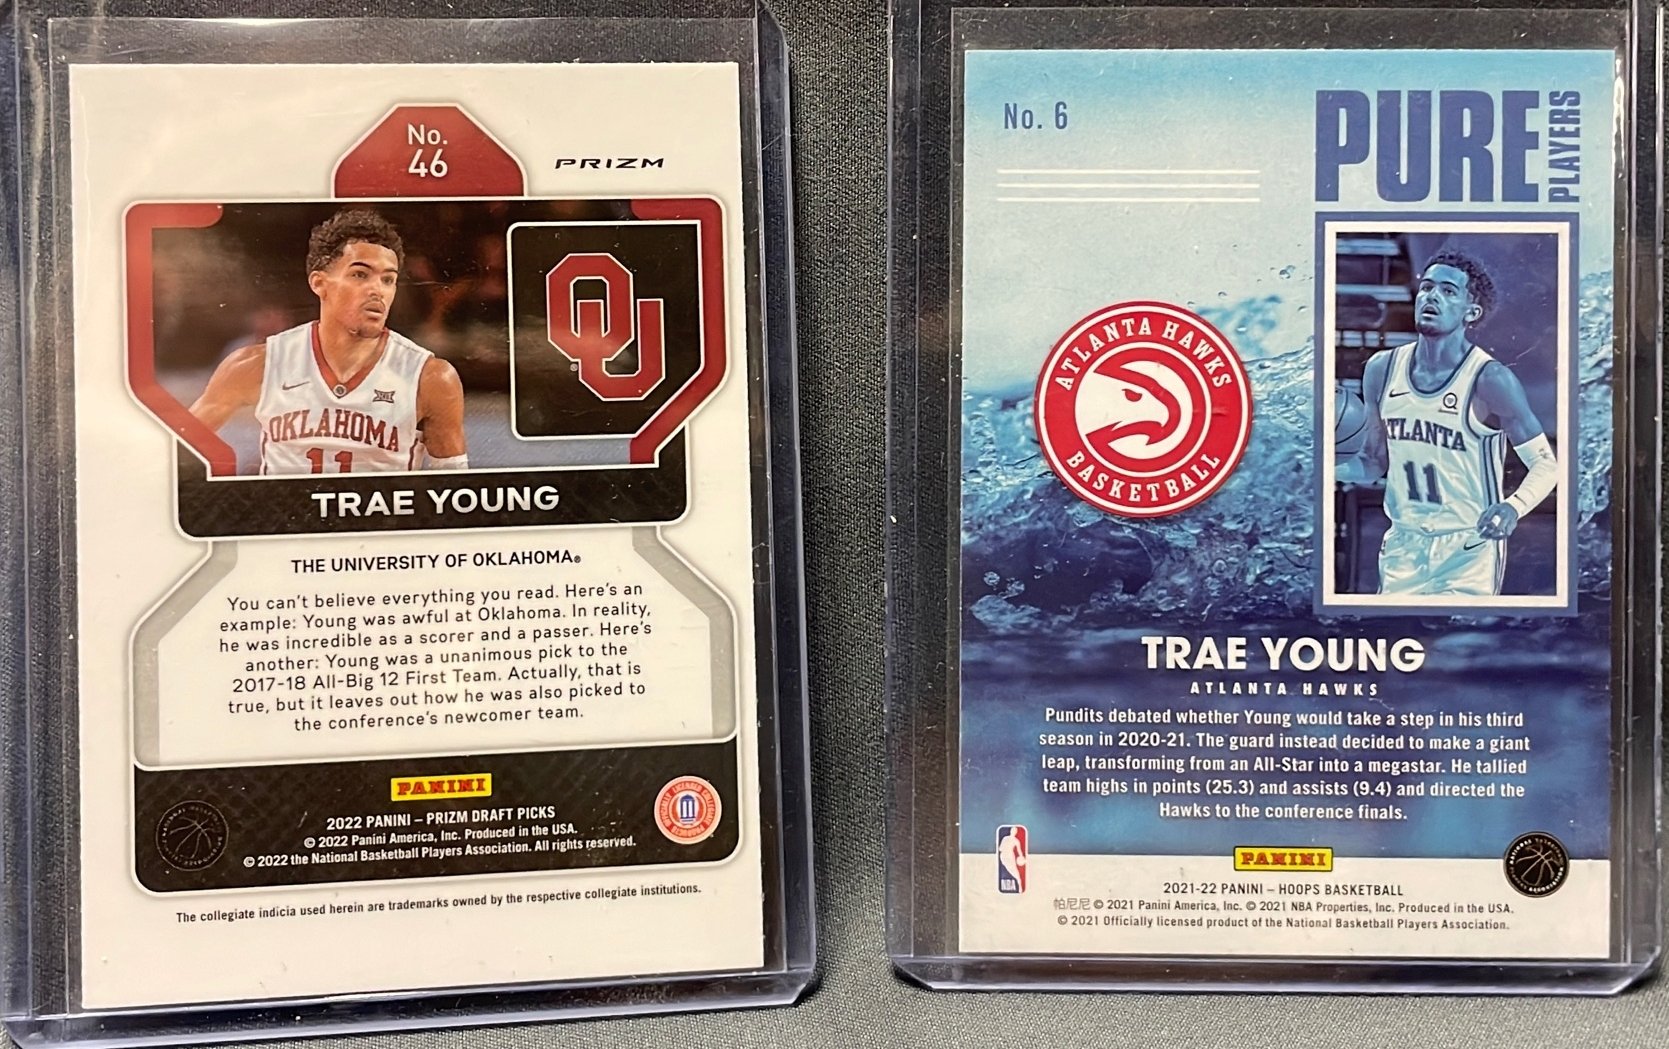 No.
46
PRIZM
OU
OKLAHOMA
11
TRAE YOUNG
THE UNIVERSITY OF OKLAHOMA®
You can't believe everything you read. Here's an
example: Young was awful at Oklahoma. In reality,
he was incredible as a scorer and a passer. Here's
another: Young was a unanimous pick to the
2017-18 All-Big 12 First Team. Actually, that is
true, but it leaves out how he was also picked to
the conference's newcomer team.
PANINI
2022 PANINI – PRIZM DRAFT PICKS
© 2022 Panini America, Inc. Produced in the USA.
© 2022 the National Basketball Players Association. All rights reserved.
OFFICIALLY LICENSED COLLEGIATE PRODUCTS
The collegiate indicia used herein are trademarks owned by the respective collegiate institutions.
No. 6
PURE
PLAYERS
ATLANTA HAWKS
BASKETBALL
ATLANTA
11
TRAE YOUNG
ATLANTA HAWKS
Pundits debated whether Young would take a step in his third
season in 2020-21. The guard instead decided to make a giant
leap, transforming from an All-Star into a megastar. He tallied
team highs in points (25.3) and assists (9.4) and directed the
Hawks to the conference finals.
NBA
PANINI
2021-22 PANINI – HOOPS BASKETBALL
帕尼尼 © 2021 Panini America, Inc. © 2021 NBA Properties, Inc. Produced in the USA.
© 2021 Officially licensed product of the National Basketball Players Association.